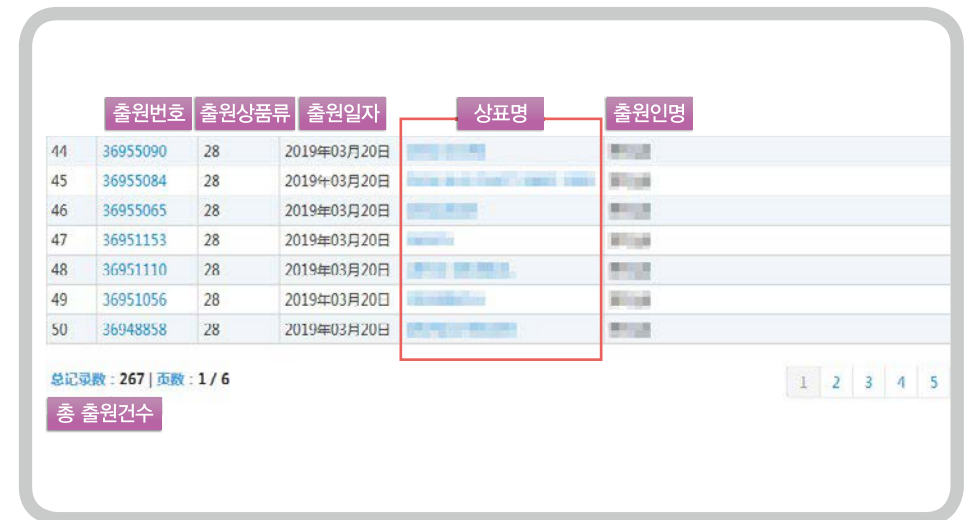 출원번호 출원상품류 출원일자 상표명 출원인명
44 36955090 28 2019年03月20日
45 36955084 28 2019年03月20日
46 36955065 28 2019年03月20日
47 36951153 28 2019年03月20日
48 36951110 28 2019年03月20日
49 36951056 28 2019年03月20日
50 36948858 28 2019年03月20日
总记录数 : 267 | 页数 : 1 / 6 1 2 3 4 5
총 출원건수